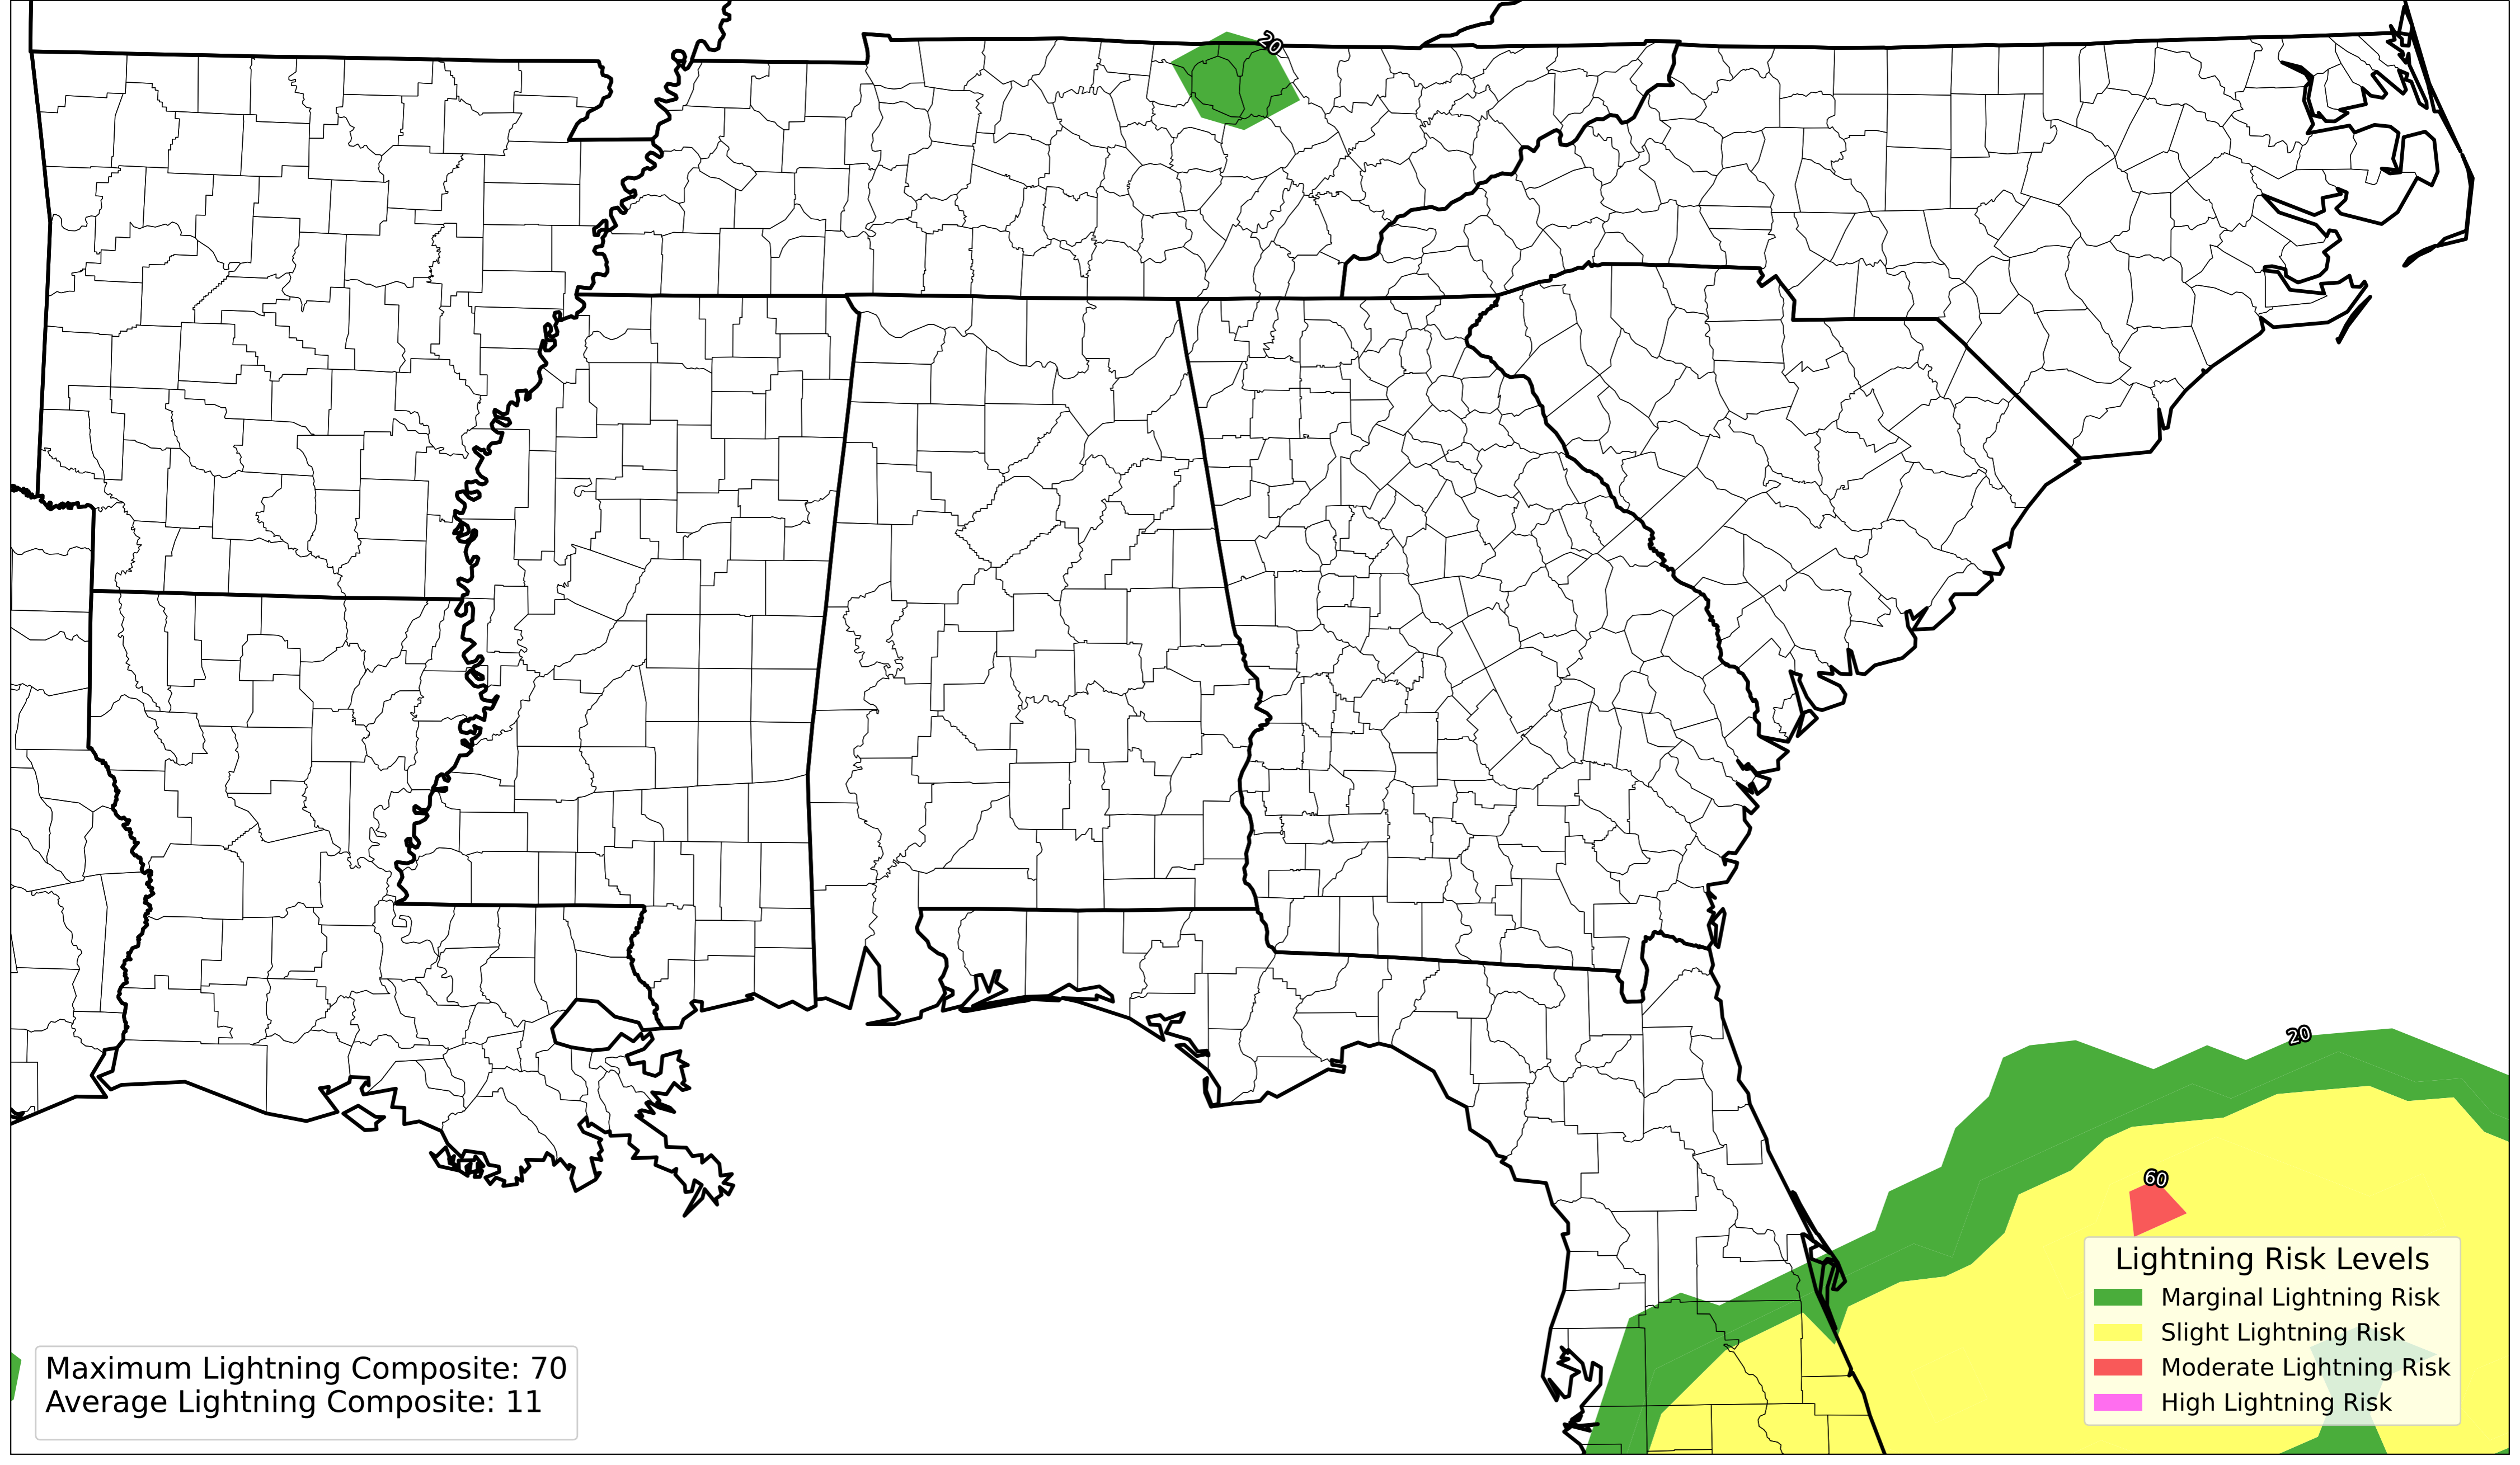 20
20
60
Lightning Risk Levels
Marginal Lightning Risk
Slight Lightning Risk
Moderate Lightning Risk
High Lightning Risk
Maximum Lightning Composite: 70
Average Lightning Composite: 11